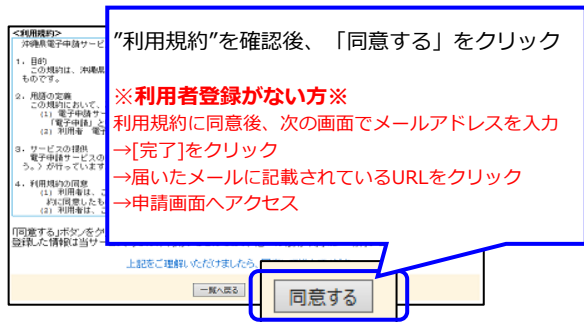 <利用規約>
沖縄県電子申請サービ
"利用規約"を確認後、「同意する」をクリック
※利用者登録がない方※
利用規約に同意後、次の画面でメールアドレスを入力
→[完了]をクリック
→届いたメールに記載されているURLをクリック
→申請画面へアクセス
1．目的
この規約は、沖縄県
ものです。
2．用語の定義
この規約において、
(1) 電子申請サー
「電子申請」と
(2) 利用者 電子
3．サービスの提供
電子申請サービスの
う。）が行っています
4．利用規約の同意
(1) 利用者は、こ
約に同意したも
(2) 利用者は、こ
「同意する」ボタンをク
登録した情報は当サー
上記をご理解いただけましたら、
一覧へ戻る
同意する